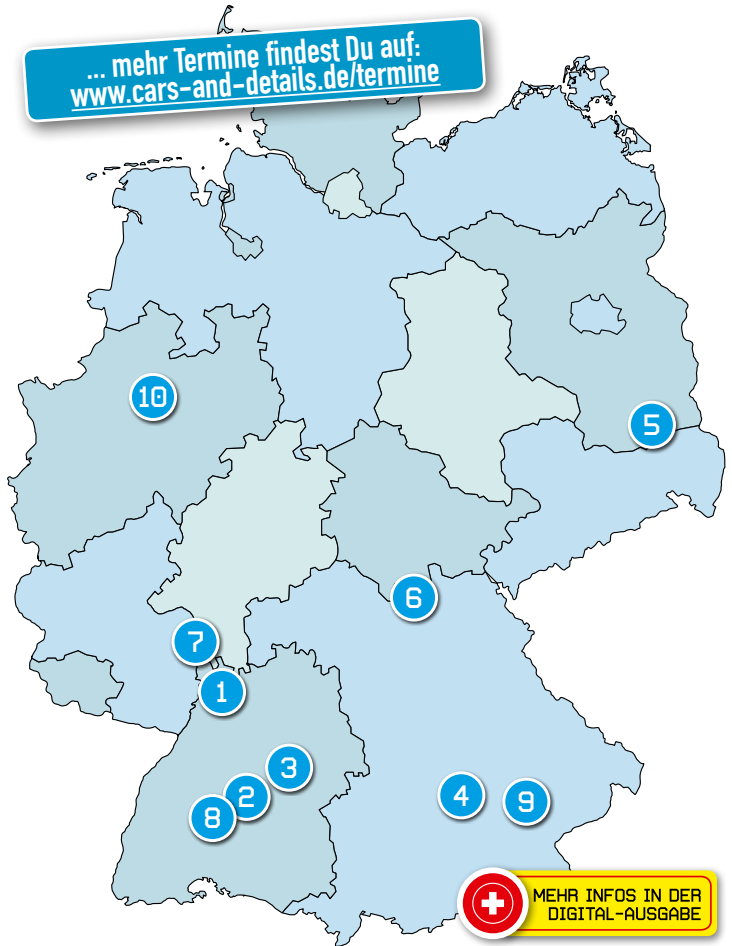 ... mehr Termine findest Du auf:
www.cars-and-details.de/termine
10
5
6
7
1
3
2
4
9
8
MEHR INFOS IN DER
DIGITAL-AUSGABE